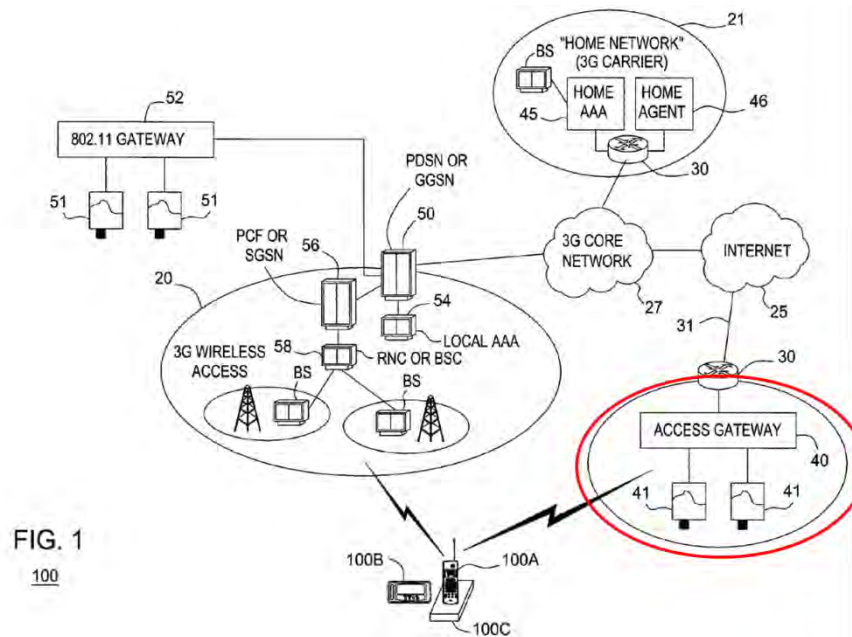 21
"HOME NETWORK"
(3G CARRIER)
BS
HOME
AAA
HOME
AGENT
45
46
30
52
802.11 GATEWAY
51
51
PDSN OR
GGSN
50
PCF OR
SGSN
56
3G CORE
NETWORK
27
INTERNET
25
20
54
LOCAL AAA
31
58
RNC OR BSC
3G WIRELESS
ACCESS
BS
BS
30
ACCESS GATEWAY
40
41
41
FIG. 1
100
100B
100A
100C